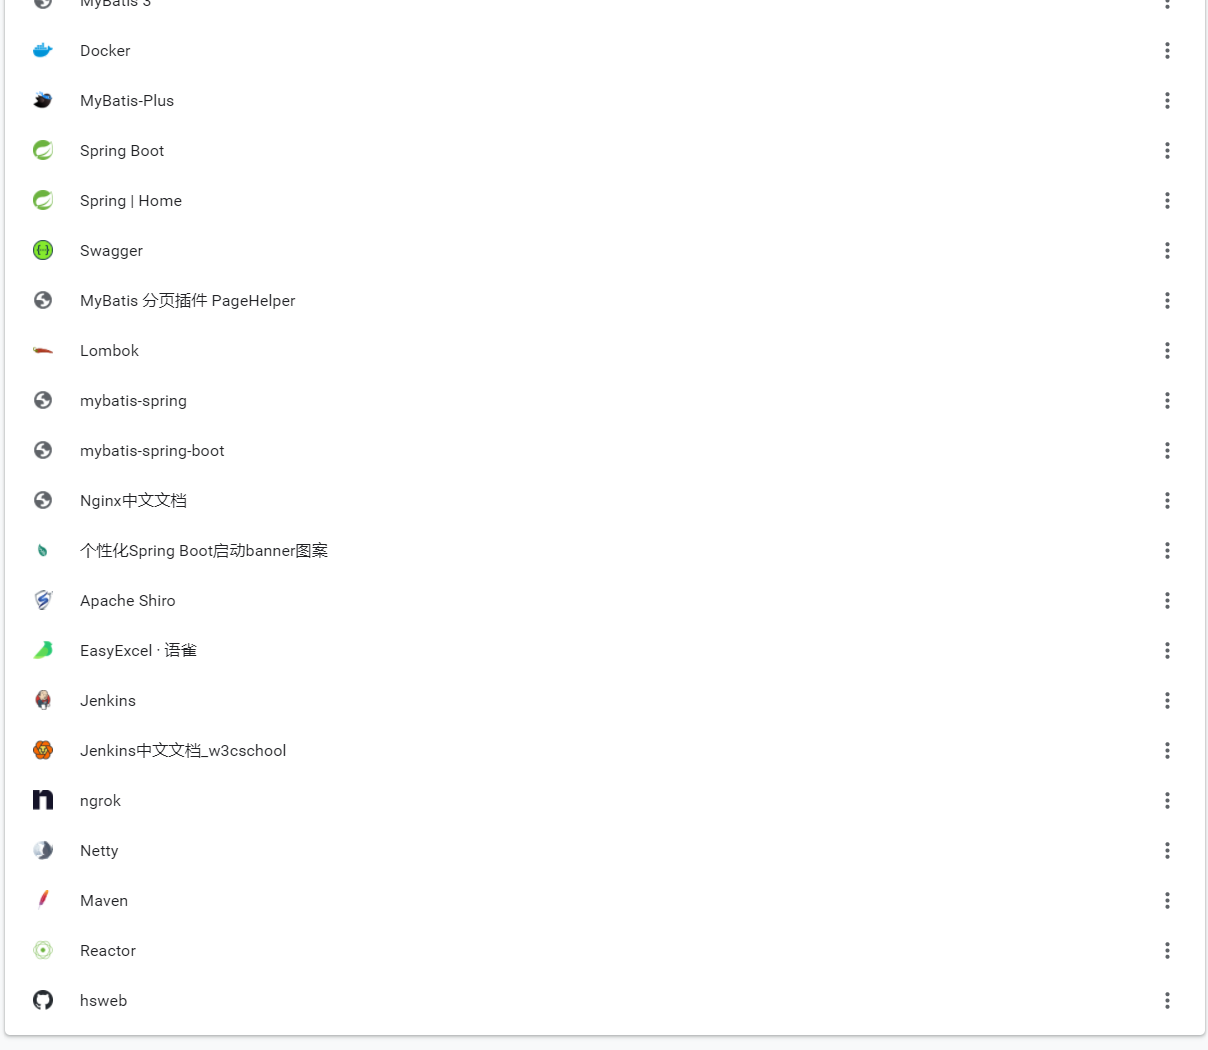 MyBatis 3
Docker
MyBatis-Plus
Spring Boot
Spring | Home
Swagger
MyBatis 分页插件 PageHelper
Lombok
mybatis-spring
mybatis-spring-boot
Nginx中文文档
个性化Spring Boot启动banner图案
Apache Shiro
EasyExcel · 语雀
Jenkins
Jenkins中文文档_w3cschool
ngrok
Netty
Maven
Reactor
hsweb